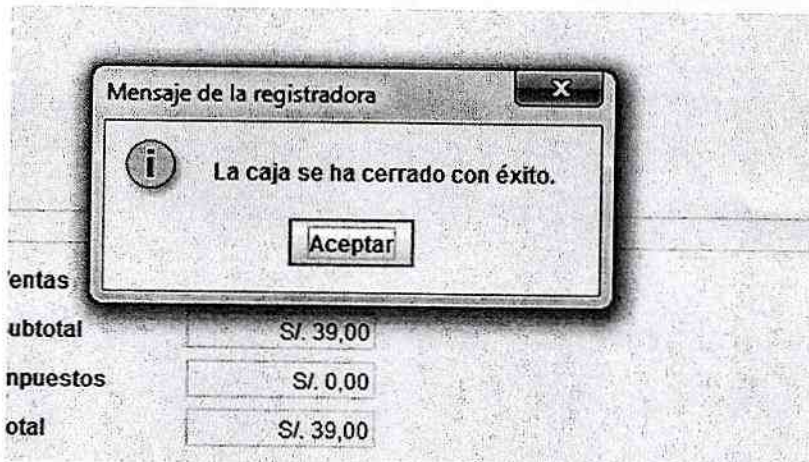 Mensaje de la registradora
La caja se ha cerrado con éxito.
Aceptar
entas
ubtotal S/. 39,00
npuestos S/. 0,00
otal S/. 39,00